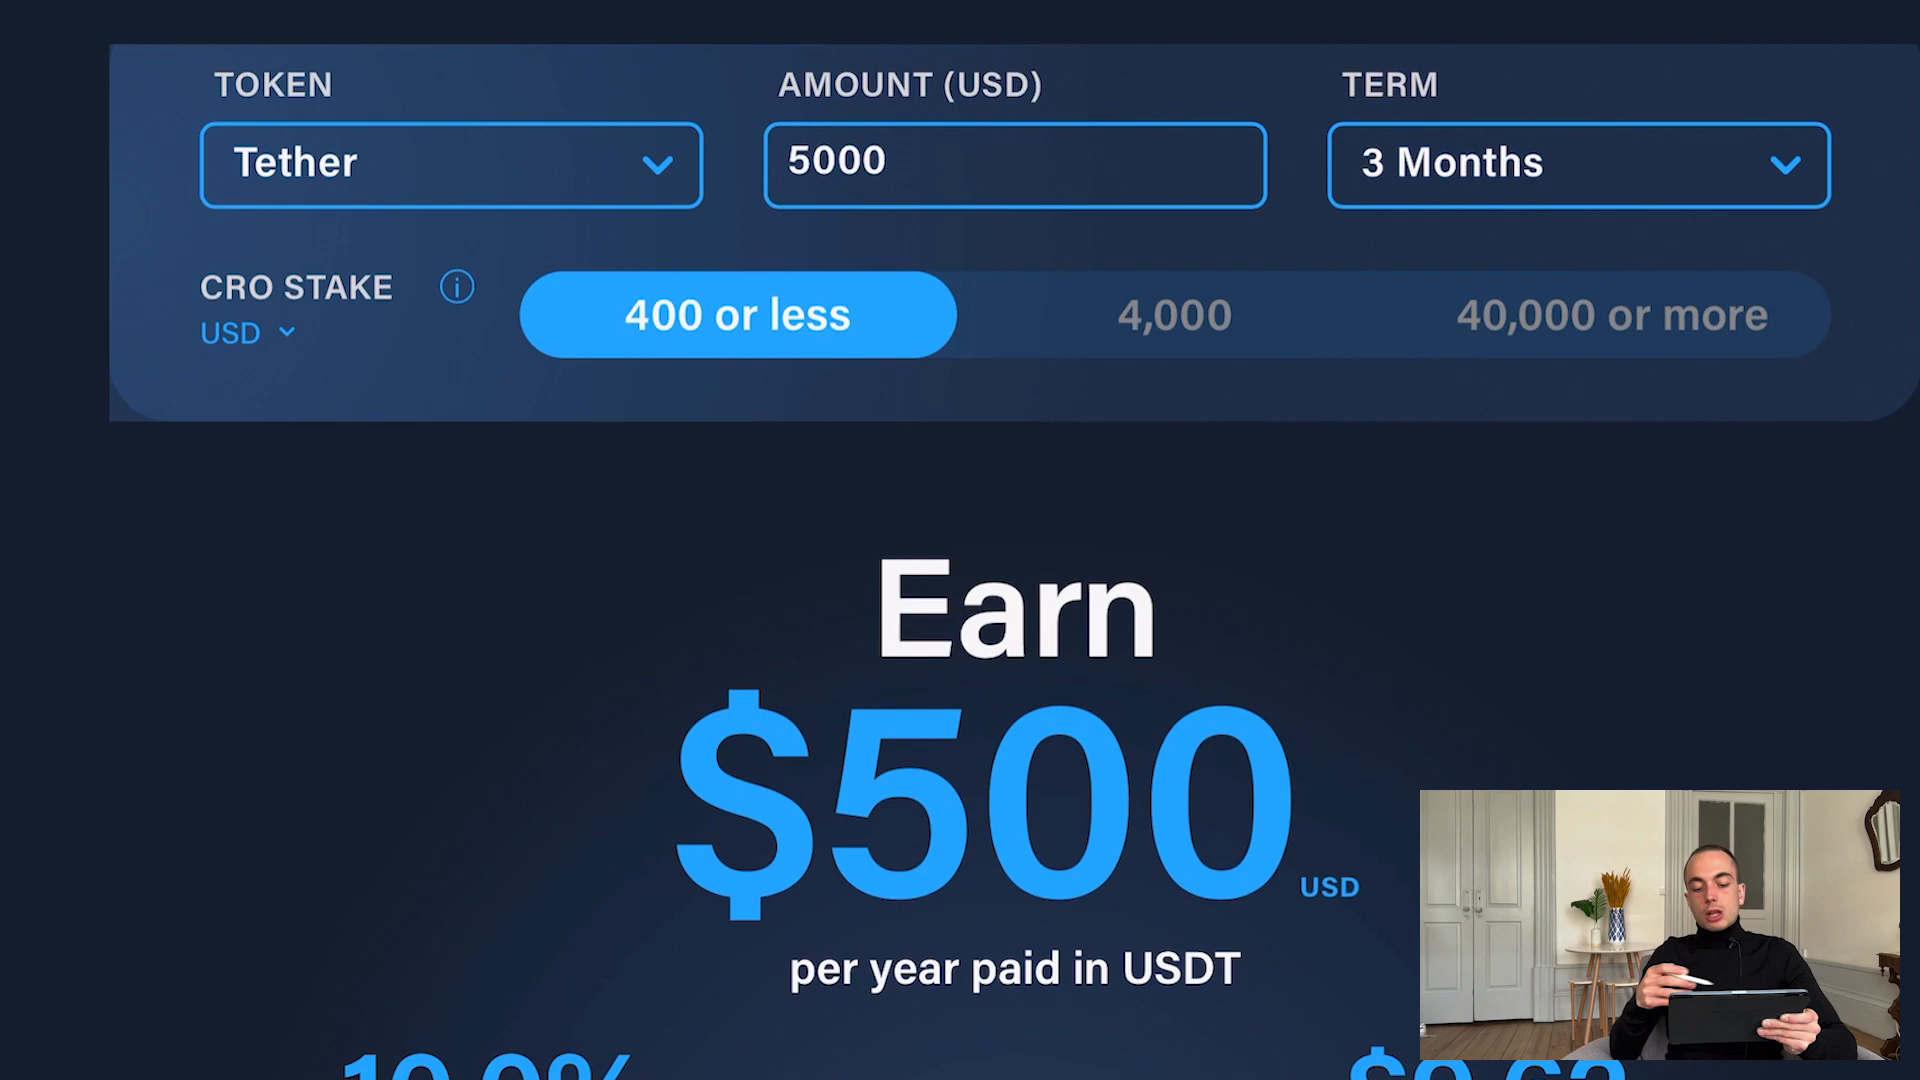 TOKEN AMOUNT (USD) TERM
Tether 5000 3 Months
CRO STAKE
USD
400 or less 4,000 40,000 or more
Earn
$500 USD
per year paid in USDT